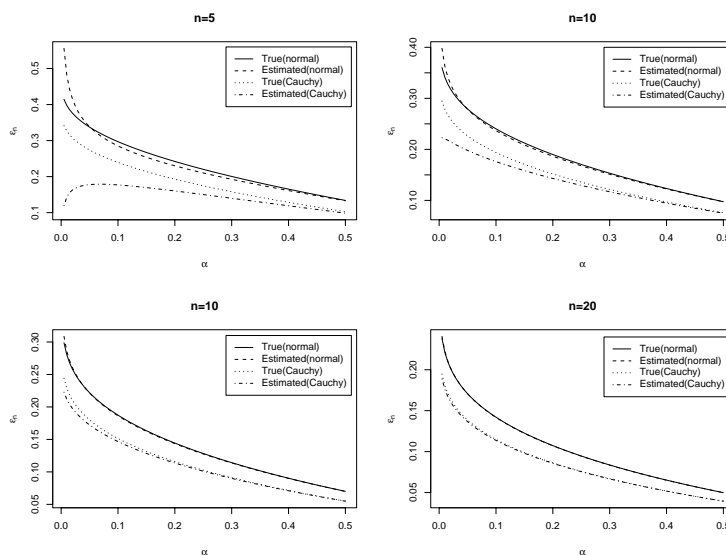 n=5
True(normal)
Estimated(normal)
True(Cauchy)
Estimated(Cauchy)
εn
0.1 0.2 0.3 0.4 0.5
0.0 0.1 0.2 0.3 0.4 0.5
α
n=10
True(normal)
Estimated(normal)
True(Cauchy)
Estimated(Cauchy)
εn
0.10 0.20 0.30 0.40
0.0 0.1 0.2 0.3 0.4 0.5
α
n=10
True(normal)
Estimated(normal)
True(Cauchy)
Estimated(Cauchy)
εn
0.05 0.10 0.15 0.20 0.25 0.30
0.0 0.1 0.2 0.3 0.4 0.5
α
n=20
True(normal)
Estimated(normal)
True(Cauchy)
Estimated(Cauchy)
εn
0.05 0.10 0.15 0.20
0.0 0.1 0.2 0.3 0.4 0.5
α